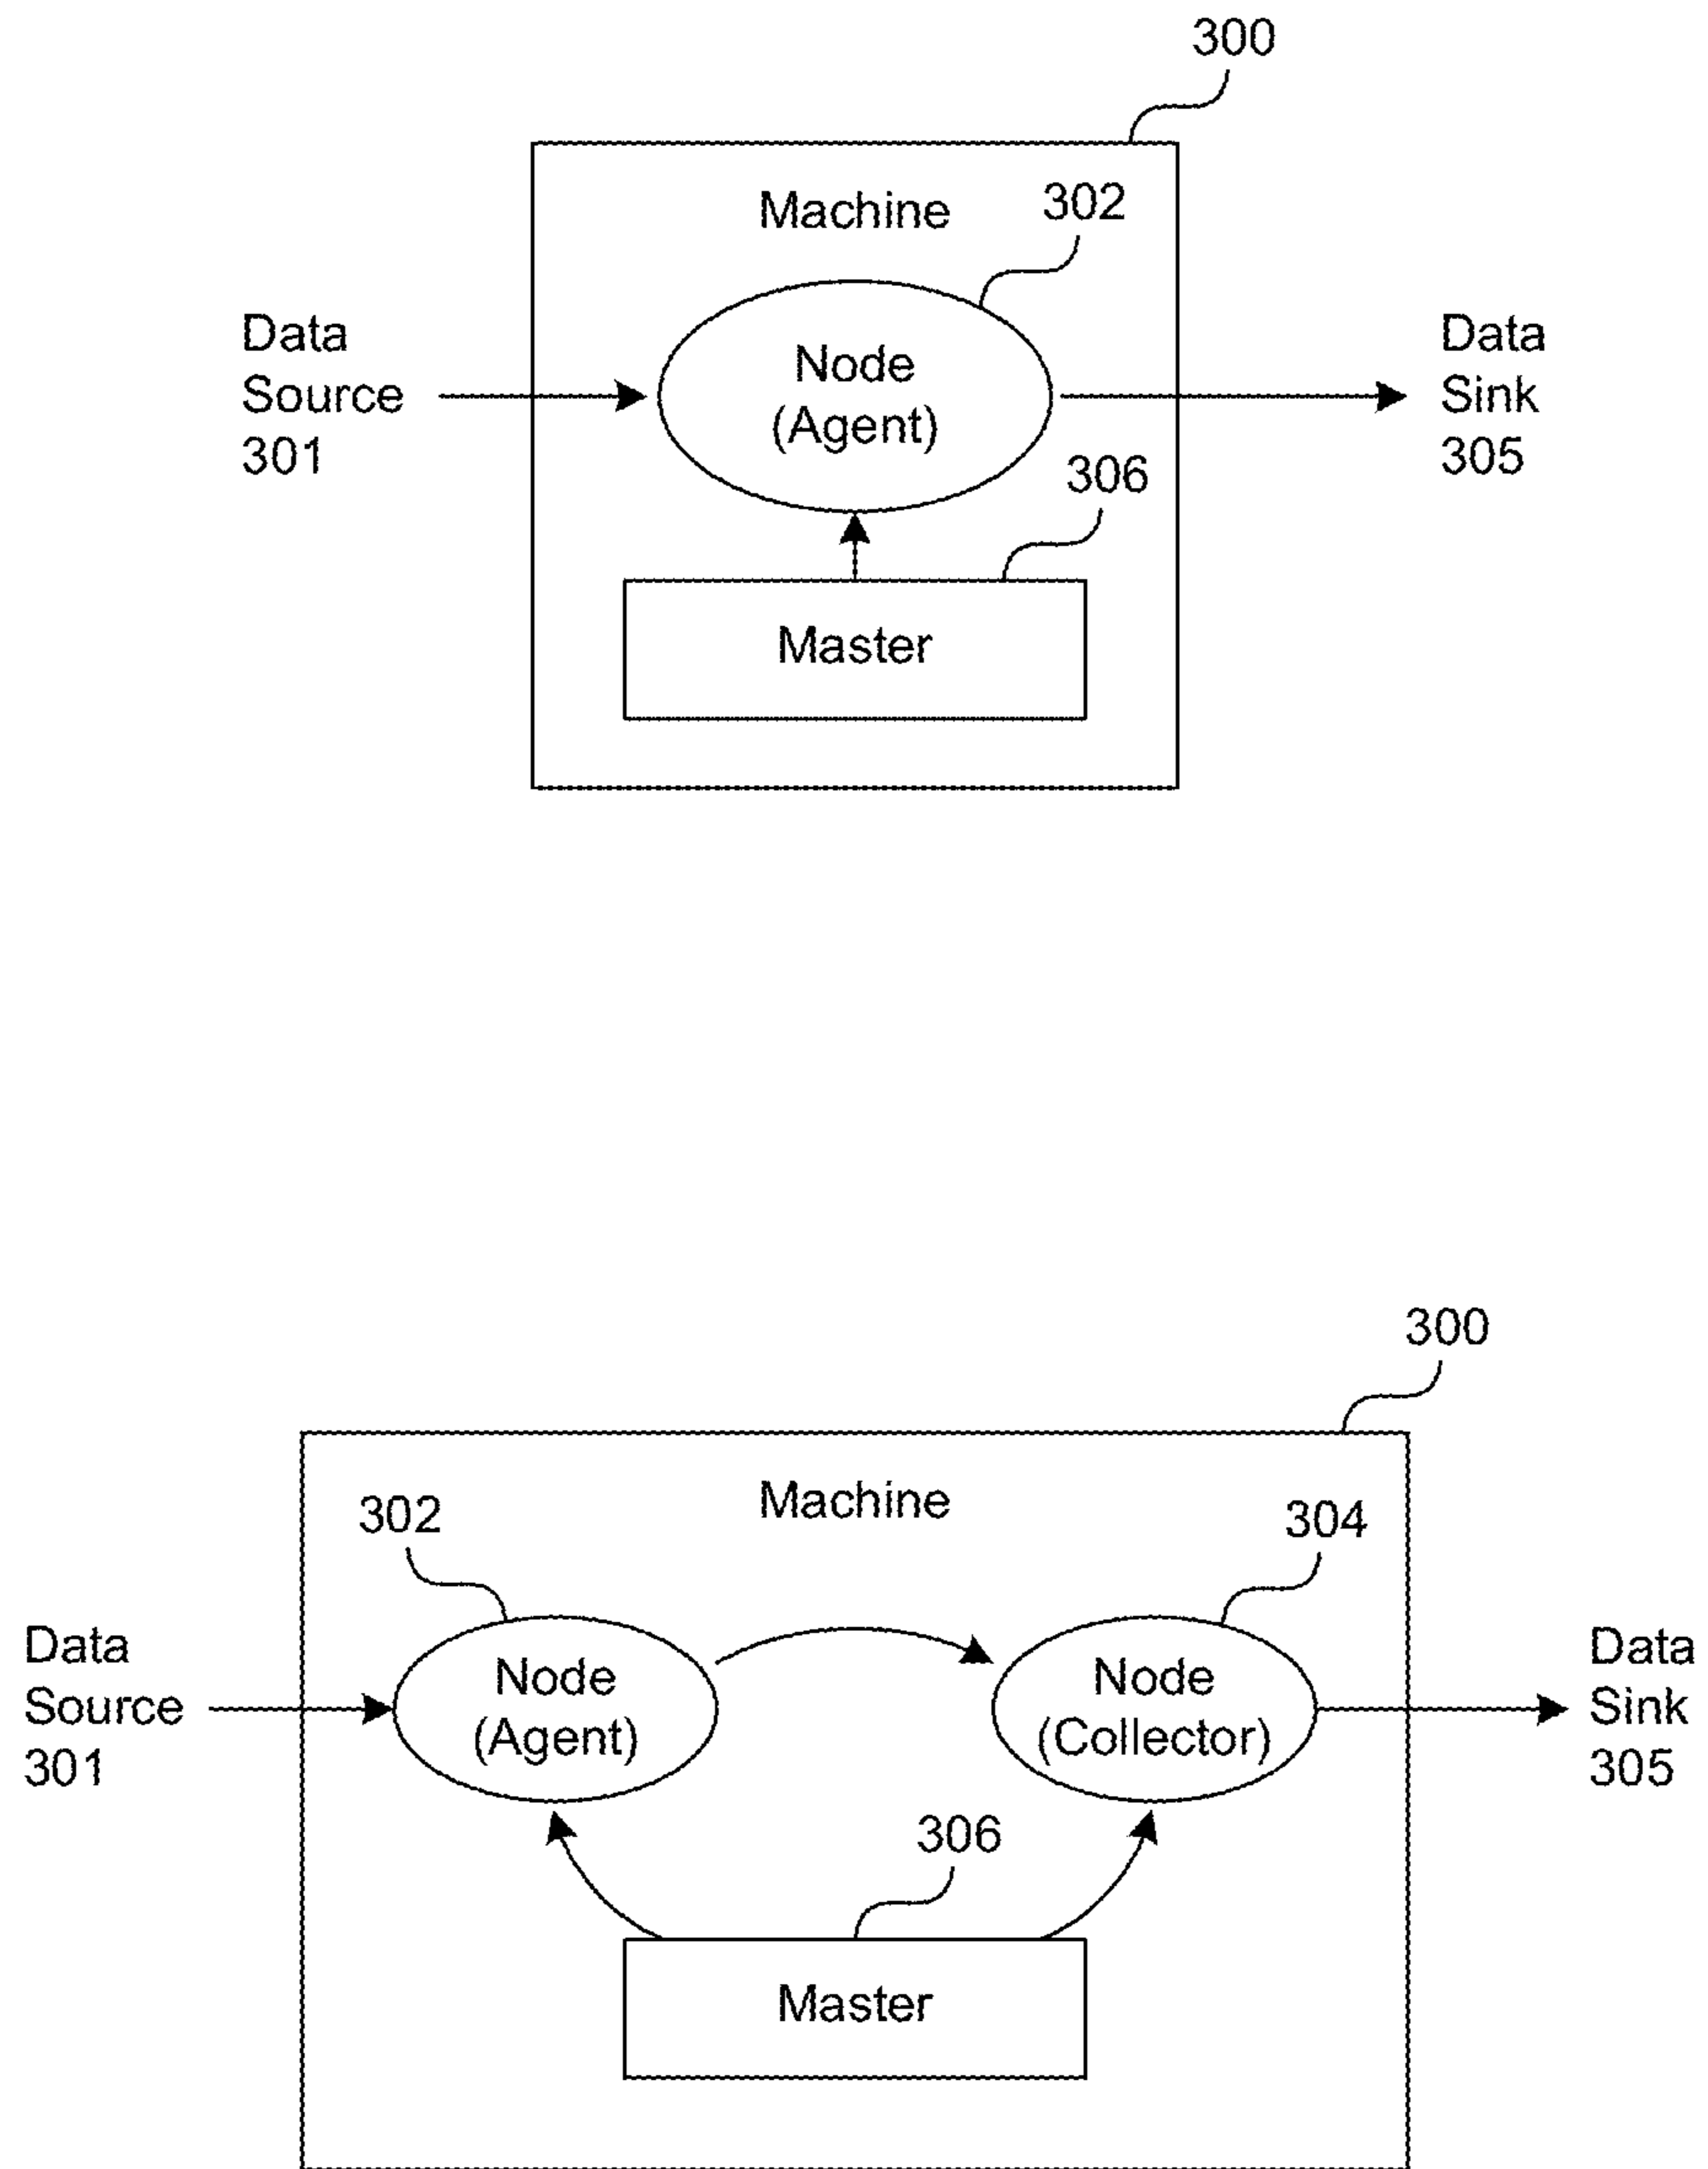 300
Machine
302
Data
Source
301
Node
(Agent)
Data
Sink
305
306
Master
300
Machine
302
304
Data
Source
301
Node
(Agent)
Node
(Collector)
Data
Sink
305
306
Master